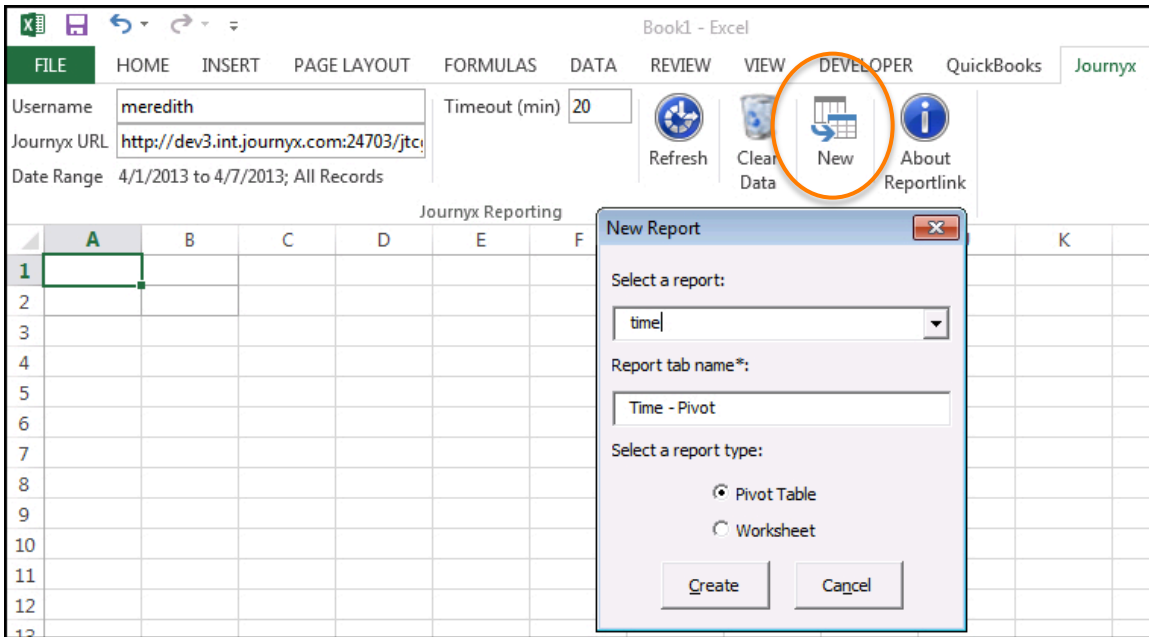 Book1 - Excel
FILE HOME INSERT PAGE LAYOUT FORMULAS DATA REVIEW VIEW DEVELOPER QuickBooks Journyx
Username meredith Timeout (min) 20
Journyx URL http://dev3.int.journyx.com:24703/jtc
Date Range 4/1/2013 to 4/7/2013; All Records
Refresh Clear Data New About Reportlink
Journyx Reporting
A B C D E F K
New Report
1
Select a report:
2
time
3
Report tab name*:
4
5
Time - Pivot
6
Select a report type:
7
8
Pivot Table
9
Worksheet
10
11
Create Cancel
12
13